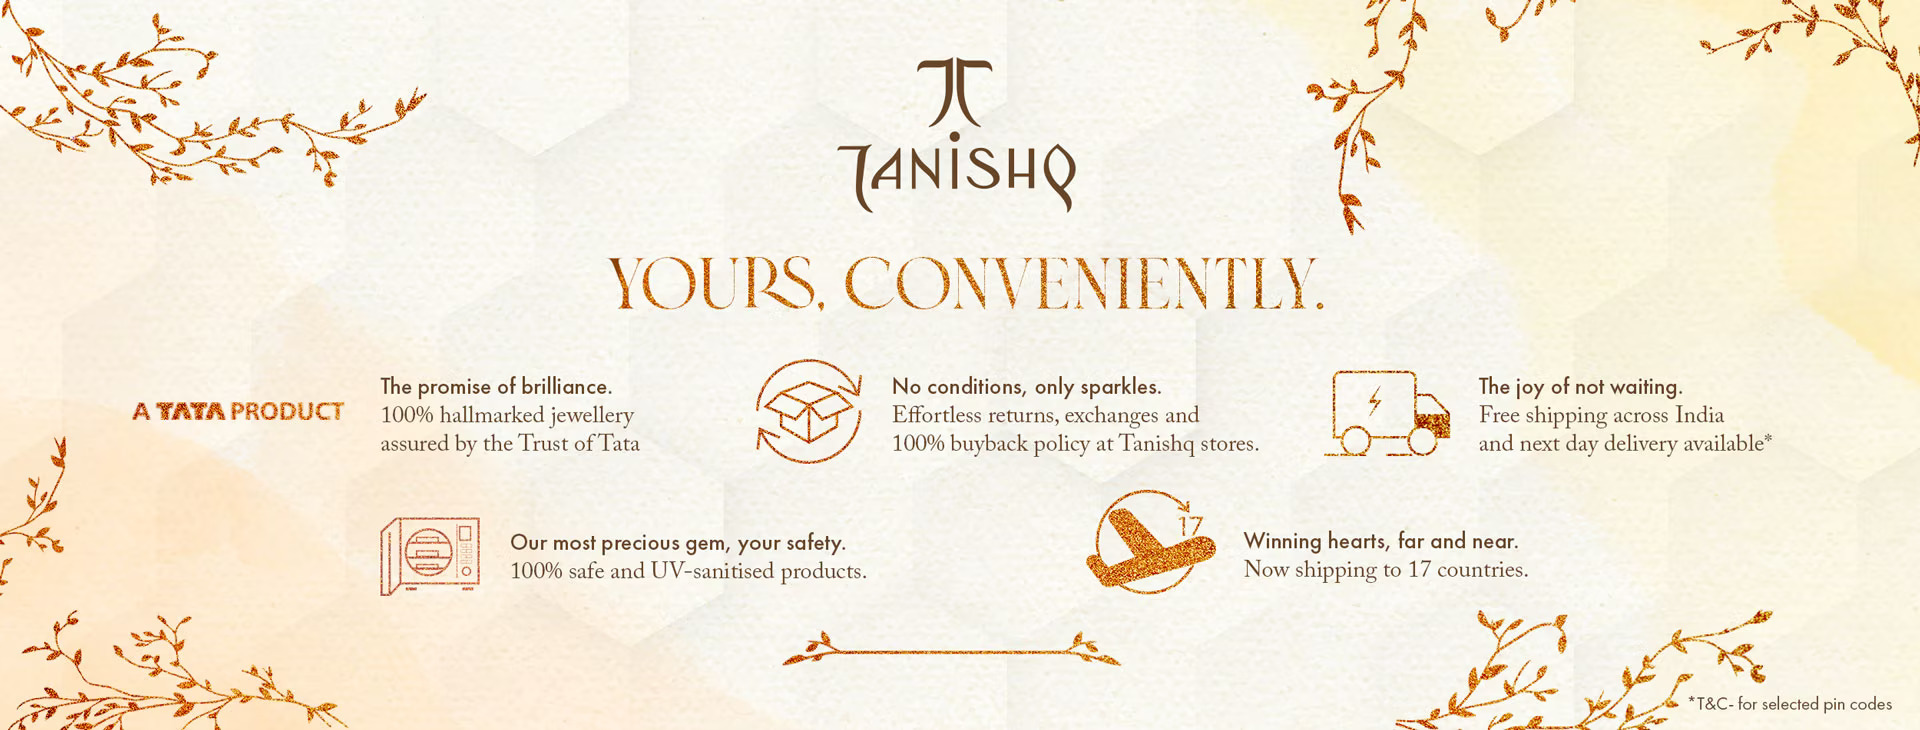 TANiSHQ
YOURS, CONVENIENTLY.
A TATA PRODUCT
The promise of brilliance.
100% hallmarked jewellery
assured by the Trust of Tata
No conditions, only sparkles.
Effortless returns, exchanges and
100% buyback policy at Tanishq stores.
The joy of not waiting.
Free shipping across India
and next day delivery available*
Our most precious gem, your safety.
100% safe and UV-sanitised products.
17
Winning hearts, far and near.
Now shipping to 17 countries.
*T&C- for selected pin codes